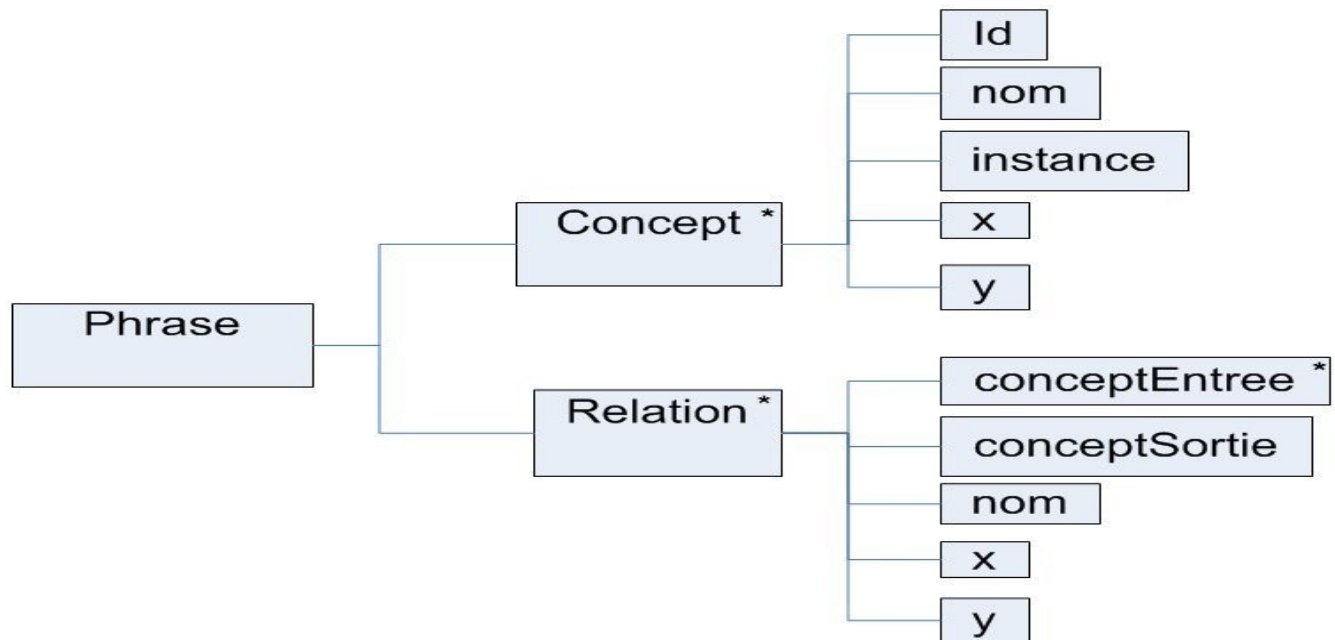 Id
nom
instance
Concept *
x
y
Phrase
conceptEntree *
Relation *
conceptSortie
nom
x
y